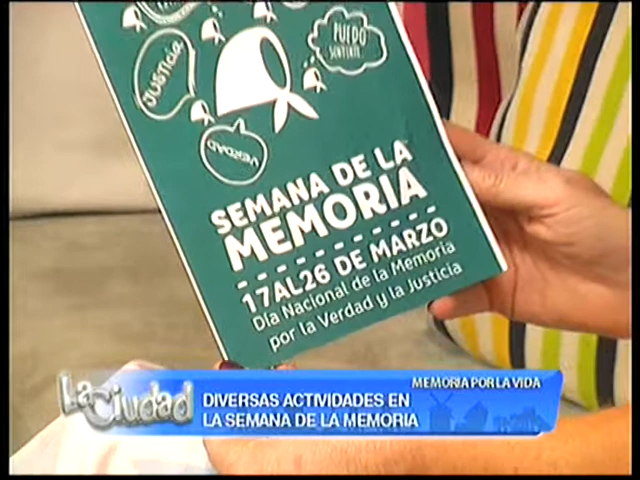 JUSTICIA
PUEDO
SENTIRTE
VERDAD
SEMANA DE LA
MEMORIA
17 AL 26 DE MARZO
Día Nacional de la Memoria
por la Verdad y la Justicia
MEMORIA POR LA VIDA
La Ciudad
DIVERSAS ACTIVIDADES EN
LA SEMANA DE LA MEMORIA